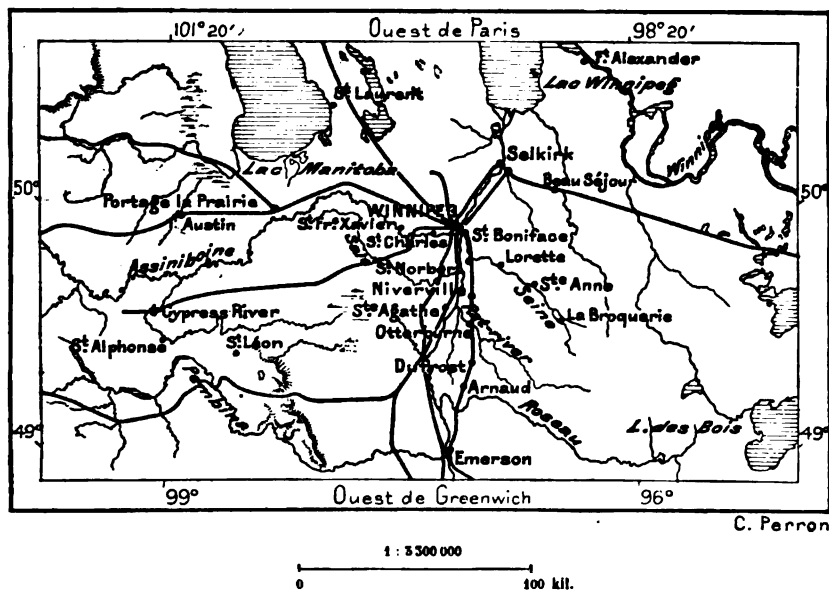 101° 20′ Ouest de Paris 98° 20′
Ft. Alexander
Lac Winnipeg
St Laurent
Winnip
Selkirk
Lac Manitoba
Beau Séjour
50° 50°
Portage la Prairie
WINNIPEG
Austin
St Fr. Xavier
St Charles
St Boniface
Assiniboine
Lorette
St Norbert
Niverville
Ste Anne
Seine
Cypress River
Ste Agathe
La Broquerie
Otterburne
St Alphonse
St Léon
Dufrost
Pembina
Arnaud
Roseau
L. des Bois
49° 49°
Emerson
99° Ouest de Greenwich 96°
C. Perron
1 : 3 300 000
0 100 kil.